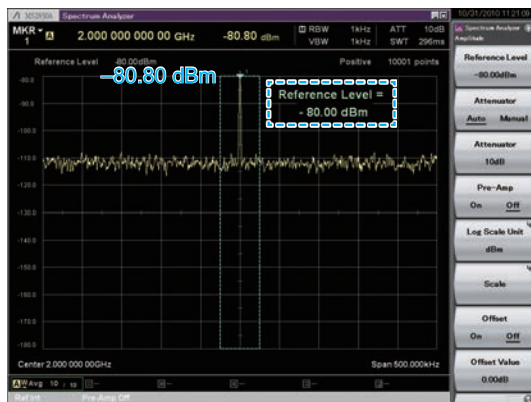 MS2830A Spectrum Analyzer
10/31/2010 11:21:00
MKR 1 2.000 000 000 00 GHz -80.80 dBm
RBW 1kHz ATT 10dB
VBW 1kHz SWT 296ms
Reference Level -80.00dBm Positive 10001 points
–80.80 dBm
Reference Level =
- 80.00 dBm
-80.0
-90.0
-100.0
-110.0
-120.0
-130.0
-140.0
-150.0
-160.0
-170.0
-180.0
Center 2.000 000 00GHz Span 500.000kHz
A W Avg 10 / 10
Ref.Int Pre-Amp Off
Spectrum Analyzer
Amplitude
Reference Level
-80.00dBm
Attenuator
Auto Manual
Attenuator
10dB
Pre-Amp
On Off
Log Scale Unit
dBm
Scale
Offset
On Off
Offset Value
0.00dB